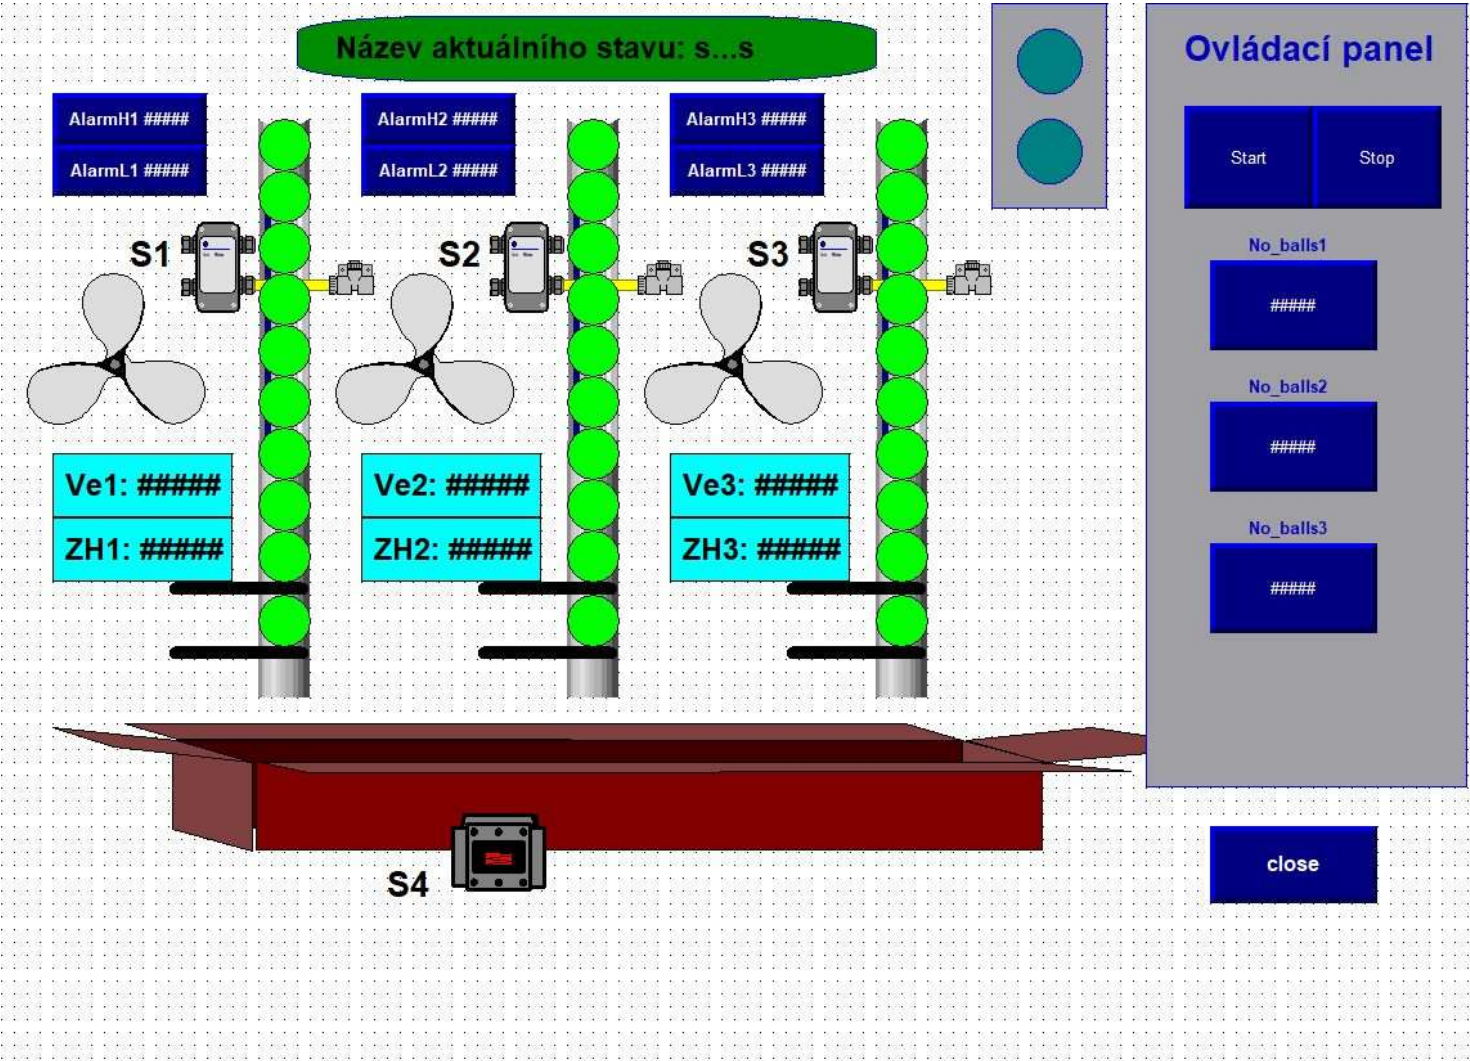 Název aktuálního stavu: s...s
Ovládací panel
AlarmH1 #####
AlarmL1 #####
AlarmH2 #####
AlarmL2 #####
AlarmH3 #####
AlarmL3 #####
Start
Stop
S1
S2
S3
No_balls1
#####
No_balls2
#####
Ve1: #####
ZH1: #####
Ve2: #####
ZH2: #####
Ve3: #####
ZH3: #####
No_balls3
#####
S4
close